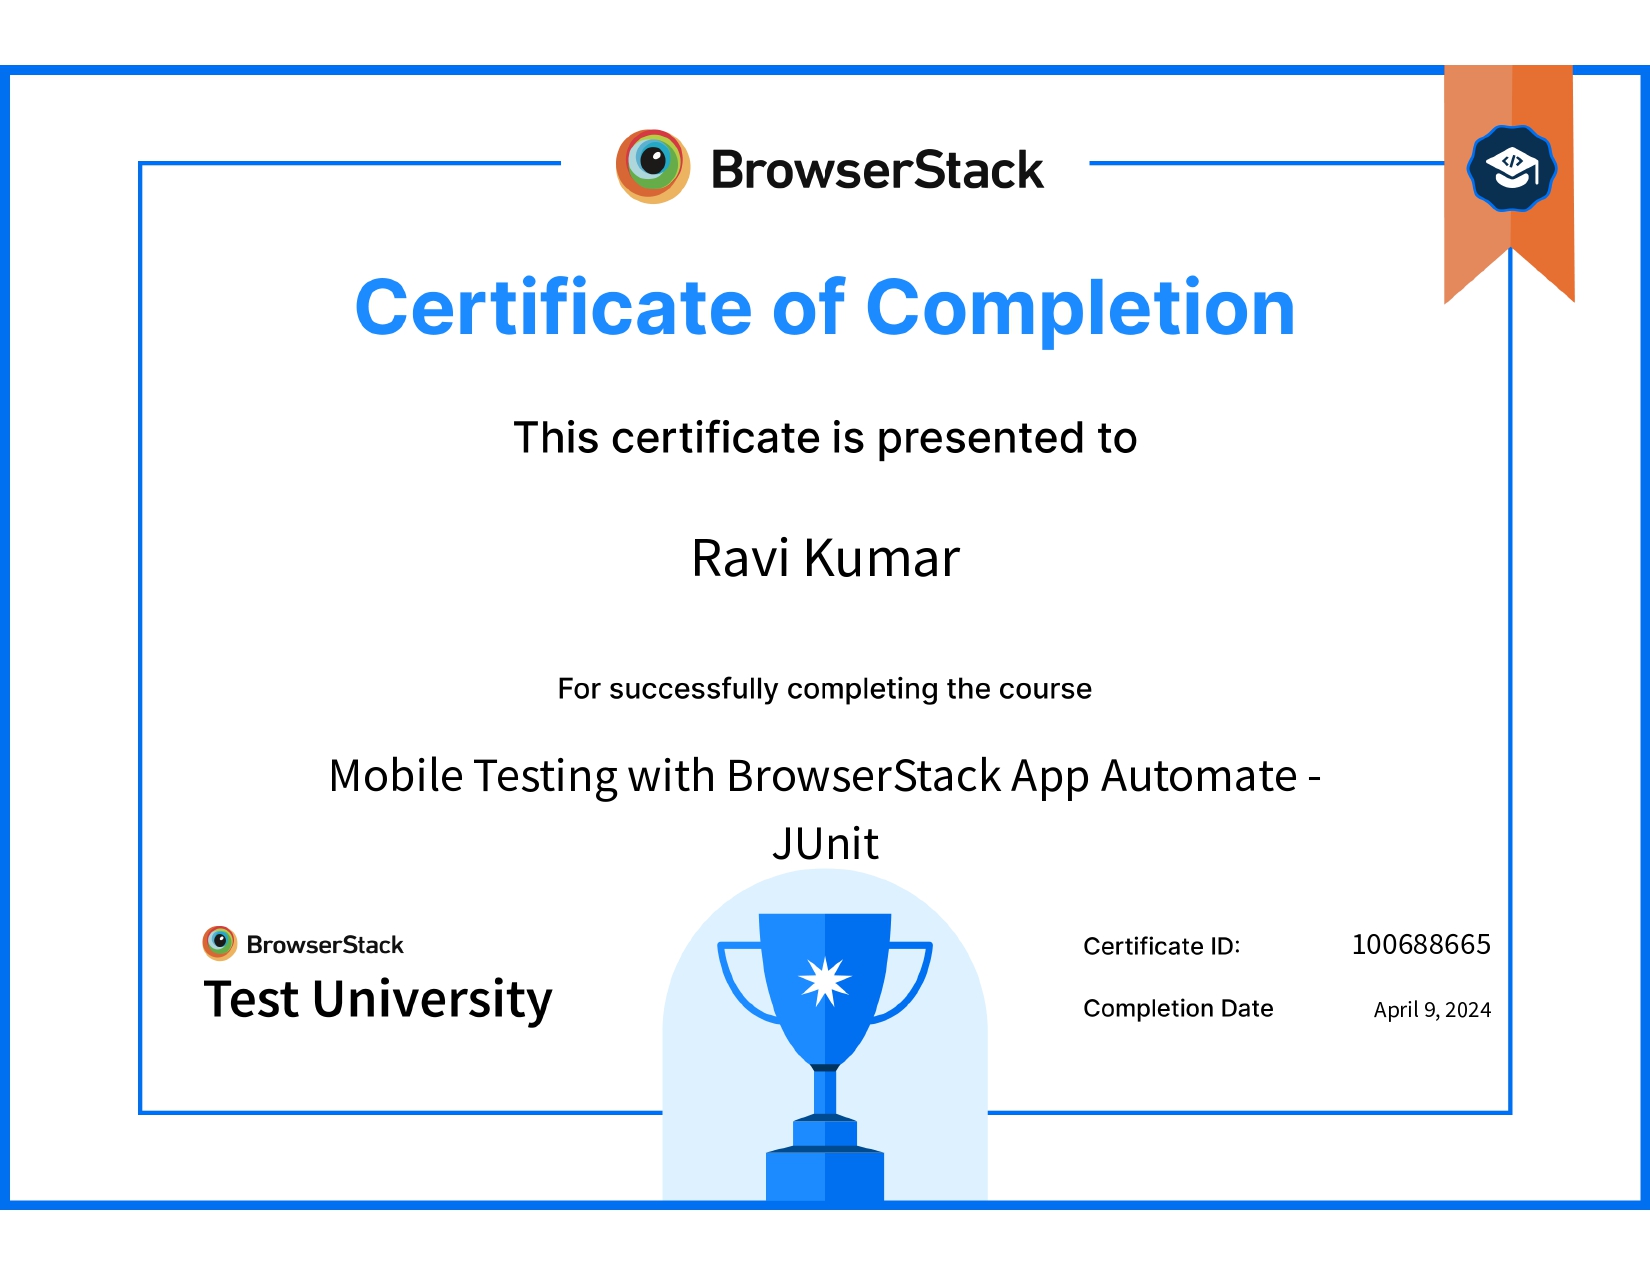 BrowserStack
Certificate of Completion
This certificate is presented to
Ravi Kumar
For successfully completing the course
Mobile Testing with BrowserStack App Automate -
JUnit
BrowserStack
Test University
Certificate ID: 100688665
Completion Date April 9, 2024